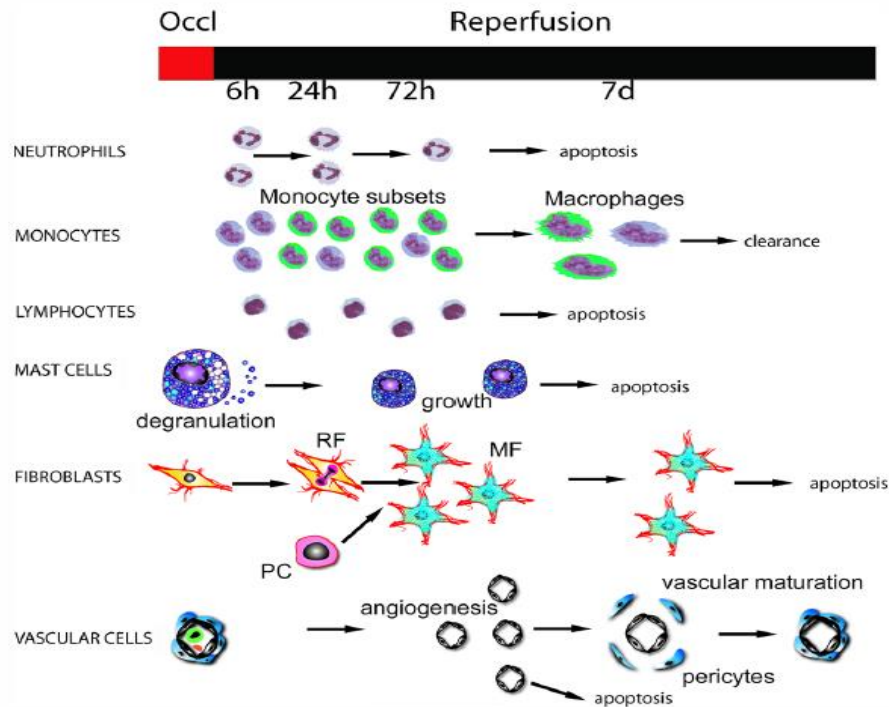 Occl Reperfusion
6h 24h 72h 7d
NEUTROPHILS apoptosis
Monocyte subsets Macrophages
MONOCYTES clearance
LYMPHOCYTES apoptosis
MAST CELLS apoptosis
degranulation growth
RF MF
FIBROBLASTS apoptosis
PC
angiogenesis vascular maturation
VASCULAR CELLS
pericytes
apoptosis